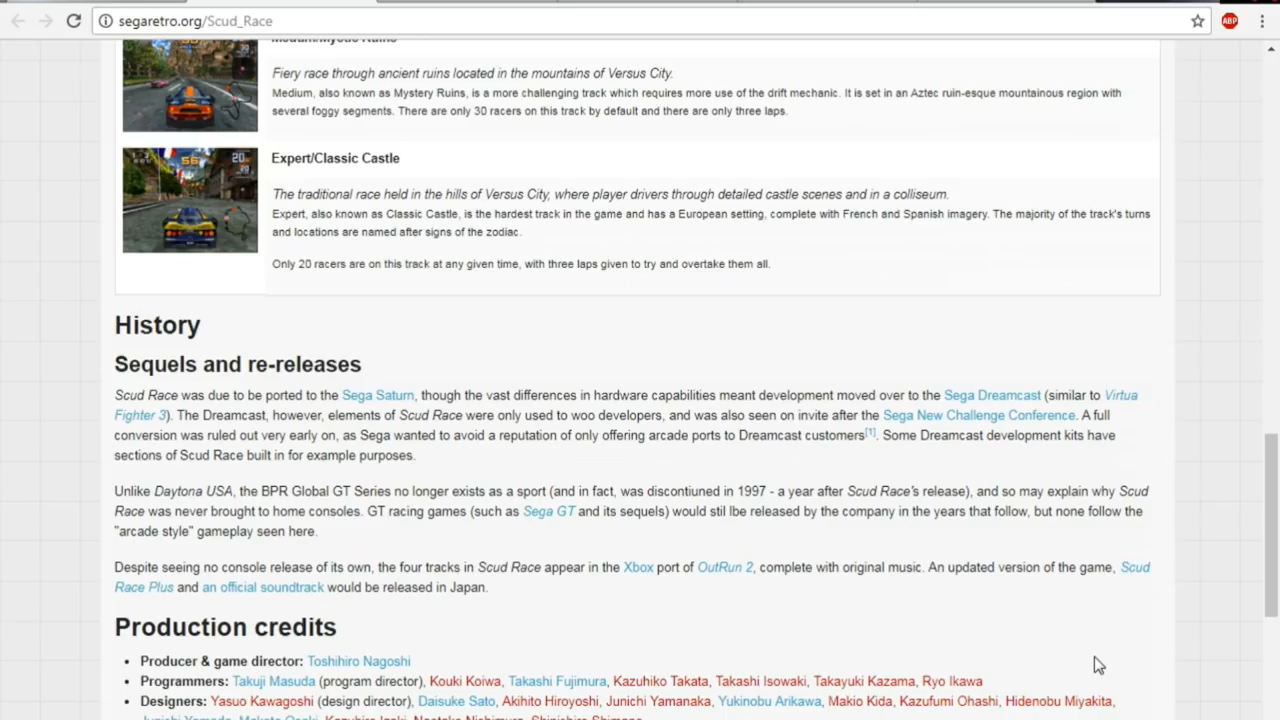 segaretro.org/Scud_Race
ABP
Medium/Mystic Ruins
Fiery race through ancient ruins located in the mountains of Versus City.
Medium, also known as Mystery Ruins, is a more challenging track which requires more use of the drift mechanic. It is set in an Aztec ruin-esque mountainous region with
several foggy segments. There are only 30 racers on this track by default and there are only three laps.
56
20
Expert/Classic Castle
The traditional race held in the hills of Versus City, where player drivers through detailed castle scenes and in a colliseum.
Expert, also known as Classic Castle, is the hardest track in the game and has a European setting, complete with French and Spanish imagery. The majority of the track's turns
and locations are named after signs of the zodiac.
Only 20 racers are on this track at any given time, with three laps given to try and overtake them all.
History
Sequels and re-releases
Scud Race was due to be ported to the Sega Saturn, though the vast differences in hardware capabilities meant development moved over to the Sega Dreamcast (similar to Virtua
Fighter 3). The Dreamcast, however, elements of Scud Race were only used to woo developers, and was also seen on invite after the Sega New Challenge Conference. A full
conversion was ruled out very early on, as Sega wanted to avoid a reputation of only offering arcade ports to Dreamcast customers[1]. Some Dreamcast development kits have
sections of Scud Race built in for example purposes.
Unlike Daytona USA, the BPR Global GT Series no longer exists as a sport (and in fact, was discontiuned in 1997 - a year after Scud Race's release), and so may explain why Scud
Race was never brought to home consoles. GT racing games (such as Sega GT and its sequels) would stil lbe released by the company in the years that follow, but none follow the
"arcade style" gameplay seen here.
Despite seeing no console release of its own, the four tracks in Scud Race appear in the Xbox port of OutRun 2, complete with original music. An updated version of the game, Scud
Race Plus and an official soundtrack would be released in Japan.
Production credits
• Producer & game director: Toshihiro Nagoshi
• Programmers: Takuji Masuda (program director), Kouki Koiwa, Takashi Fujimura, Kazuhiko Takata, Takashi Isowaki, Takayuki Kazama, Ryo Ikawa
• Designers: Yasuo Kawagoshi (design director), Daisuke Sato, Akihito Hiroyoshi, Junichi Yamanaka, Yukinobu Arikawa, Makio Kida, Kazufumi Ohashi, Hidenobu Miyakita,
Junichi Yamada, Makoto Osaki, Kazuhiro Izaki, Naotake Nishimura, Shinichiro Shimano